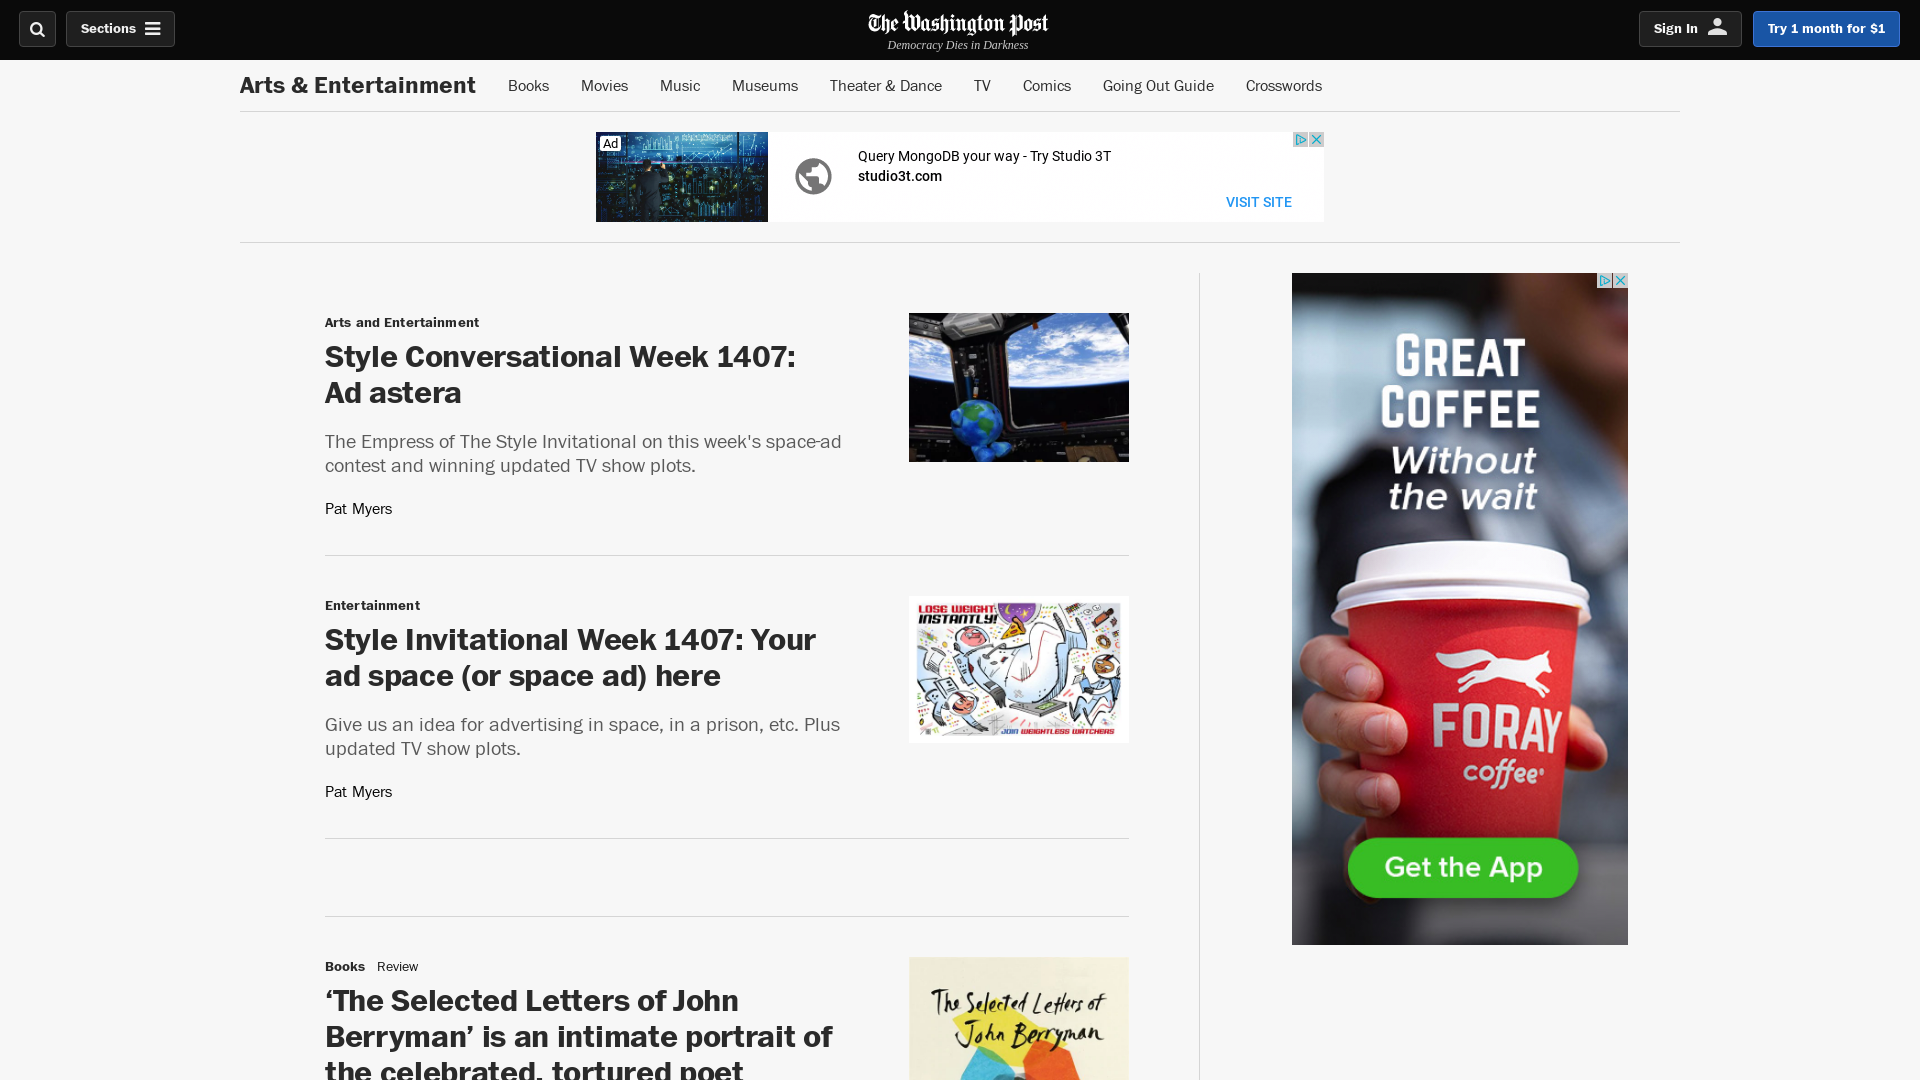 Sections
The Washington Post
Democracy Dies in Darkness
Sign In
Try 1 month for $1
Arts & Entertainment
Books
Movies
Music
Museums
Theater & Dance
TV
Comics
Going Out Guide
Crosswords
Ad
Query MongoDB your way - Try Studio 3T
studio3t.com
VISIT SITE
Arts and Entertainment
Style Conversational Week 1407:
Ad astera
The Empress of The Style Invitational on this week's space-ad
contest and winning updated TV show plots.
Pat Myers
Entertainment
Style Invitational Week 1407: Your
ad space (or space ad) here
Give us an idea for advertising in space, in a prison, etc. Plus
updated TV show plots.
Pat Myers
LOSE WEIGHT
INSTANTLY!
JOIN WEIGHTLESS WATCHERS
Books Review
‘The Selected Letters of John
Berryman’ is an intimate portrait of
the celebrated, tortured poet
The Selected Letters of
John Berryman
GREAT
COFFEE
Without
the wait
FORAY
coffee®
Get the App